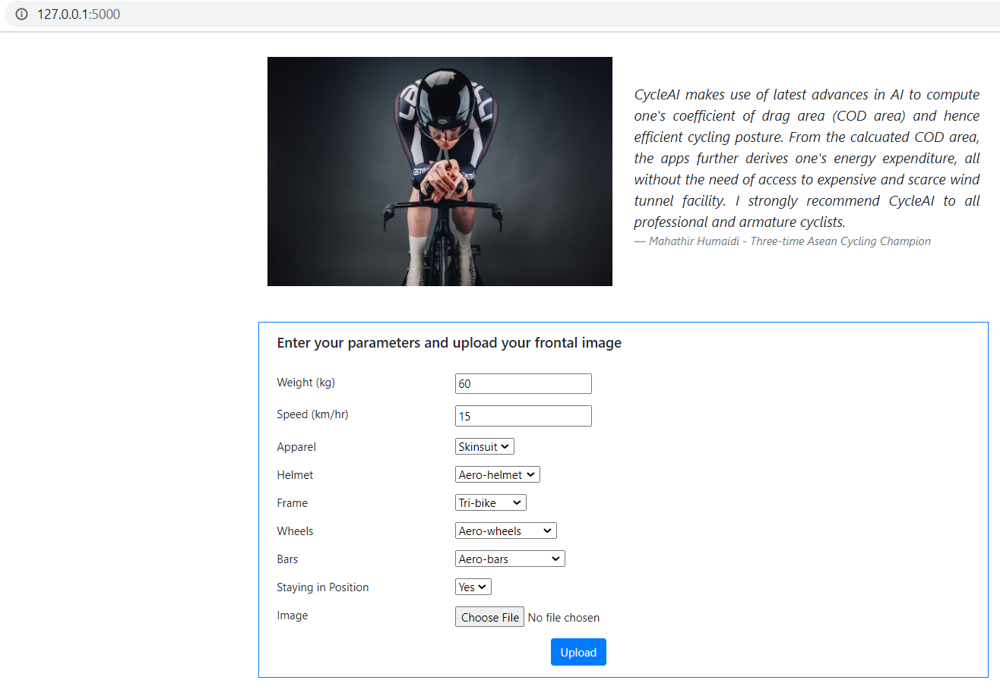 127.0.0.1:5000
CycleAI makes use of latest advances in AI to compute
one's coefficient of drag area (COD area) and hence
efficient cycling posture. From the calcuated COD area,
the apps further derives one's energy expenditure, all
without the need of access to expensive and scarce wind
tunnel facility. I strongly recommend CycleAI to all
professional and armature cyclists.
— Mahathir Humaidi - Three-time Asean Cycling Champion
Enter your parameters and upload your frontal image
Weight (kg) 60
Speed (km/hr) 15
Apparel Skinsuit
Helmet Aero-helmet
Frame Tri-bike
Wheels Aero-wheels
Bars Aero-bars
Staying in Position Yes
Image Choose File No file chosen
Upload